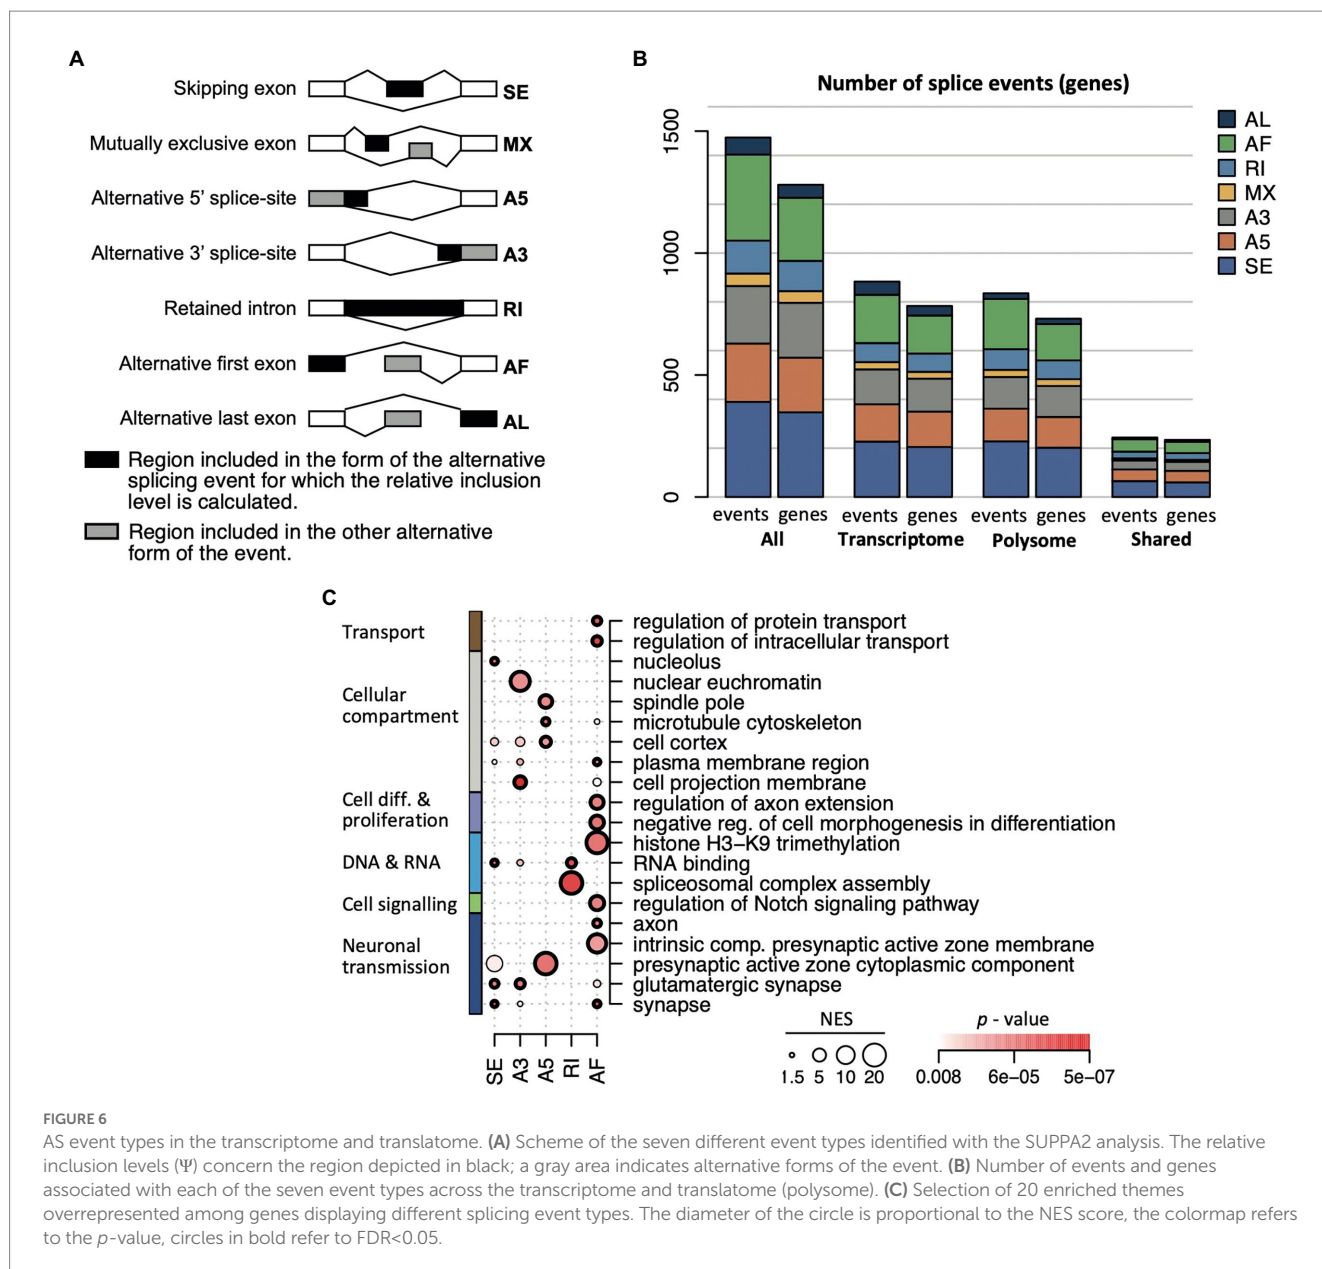 A
Skipping exon
SE
Mutually exclusive exon
MX
Alternative 5’ splice-site
A5
Alternative 3’ splice-site
A3
Retained intron
RI
Alternative first exon
AF
Alternative last exon
AL
Region included in the form of the alternative
splicing event for which the relative inclusion
level is calculated.
Region included in the other alternative
form of the event.
B
Number of splice events (genes)
1500
1000
500
0
AL
AF
RI
MX
A3
A5
SE
events genes events genes events genes events genes
All Transcriptome Polysome Shared
C
Transport
Cellular
compartment
Cell diff. &
proliferation
DNA & RNA
Cell signalling
Neuronal
transmission
regulation of protein transport
regulation of intracellular transport
nucleolus
nuclear euchromatin
spindle pole
microtubule cytoskeleton
cell cortex
plasma membrane region
cell projection membrane
regulation of axon extension
negative reg. of cell morphogenesis in differentiation
histone H3–K9 trimethylation
RNA binding
spliceosomal complex assembly
regulation of Notch signaling pathway
axon
intrinsic comp. presynaptic active zone membrane
presynaptic active zone cytoplasmic component
glutamatergic synapse
synapse
SE A3 A5 RI AF
NES
1.5 5 10 20
p - value
0.008 6e-05 5e-07
FIGURE 6
AS event types in the transcriptome and translatome. (A) Scheme of the seven different event types identified with the SUPPA2 analysis. The relative
inclusion levels (Ψ) concern the region depicted in black; a gray area indicates alternative forms of the event. (B) Number of events and genes
associated with each of the seven event types across the transcriptome and translatome (polysome). (C) Selection of 20 enriched themes
overrepresented among genes displaying different splicing event types. The diameter of the circle is proportional to the NES score, the colormap refers
to the p-value, circles in bold refer to FDR<0.05.